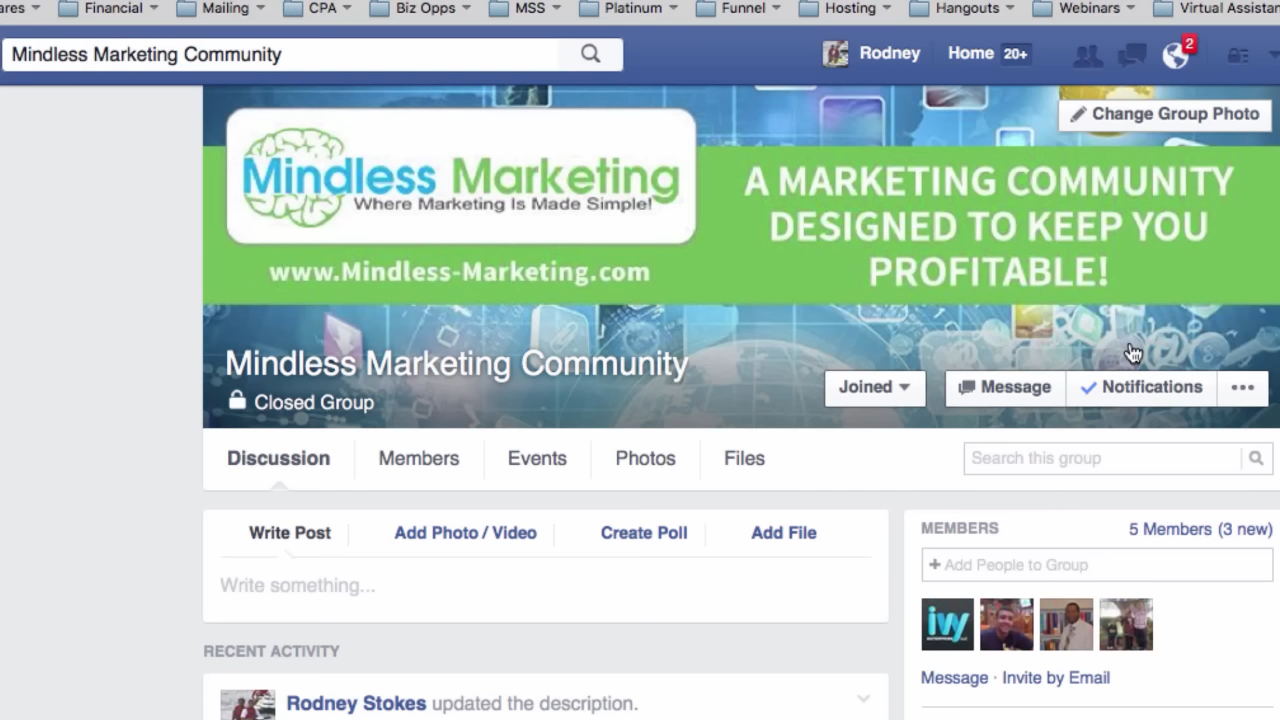 ares Financial Mailing CPA Biz Opps MSS Platinum Funnel Hosting Hangouts Webinars Virtual Assistan
Mindless Marketing Community
Rodney Home 20+ 2
Change Group Photo
Mindless Marketing
Where Marketing Is Made Simple!
www.Mindless-Marketing.com
A MARKETING COMMUNITY
DESIGNED TO KEEP YOU
PROFITABLE!
Mindless Marketing Community
Closed Group
Joined Message Notifications
Discussion Members Events Photos Files Search this group
Write Post Add Photo / Video Create Poll Add File
Write something...
MEMBERS 5 Members (3 new)
+ Add People to Group
ivy
Message · Invite by Email
RECENT ACTIVITY
Rodney Stokes updated the description.